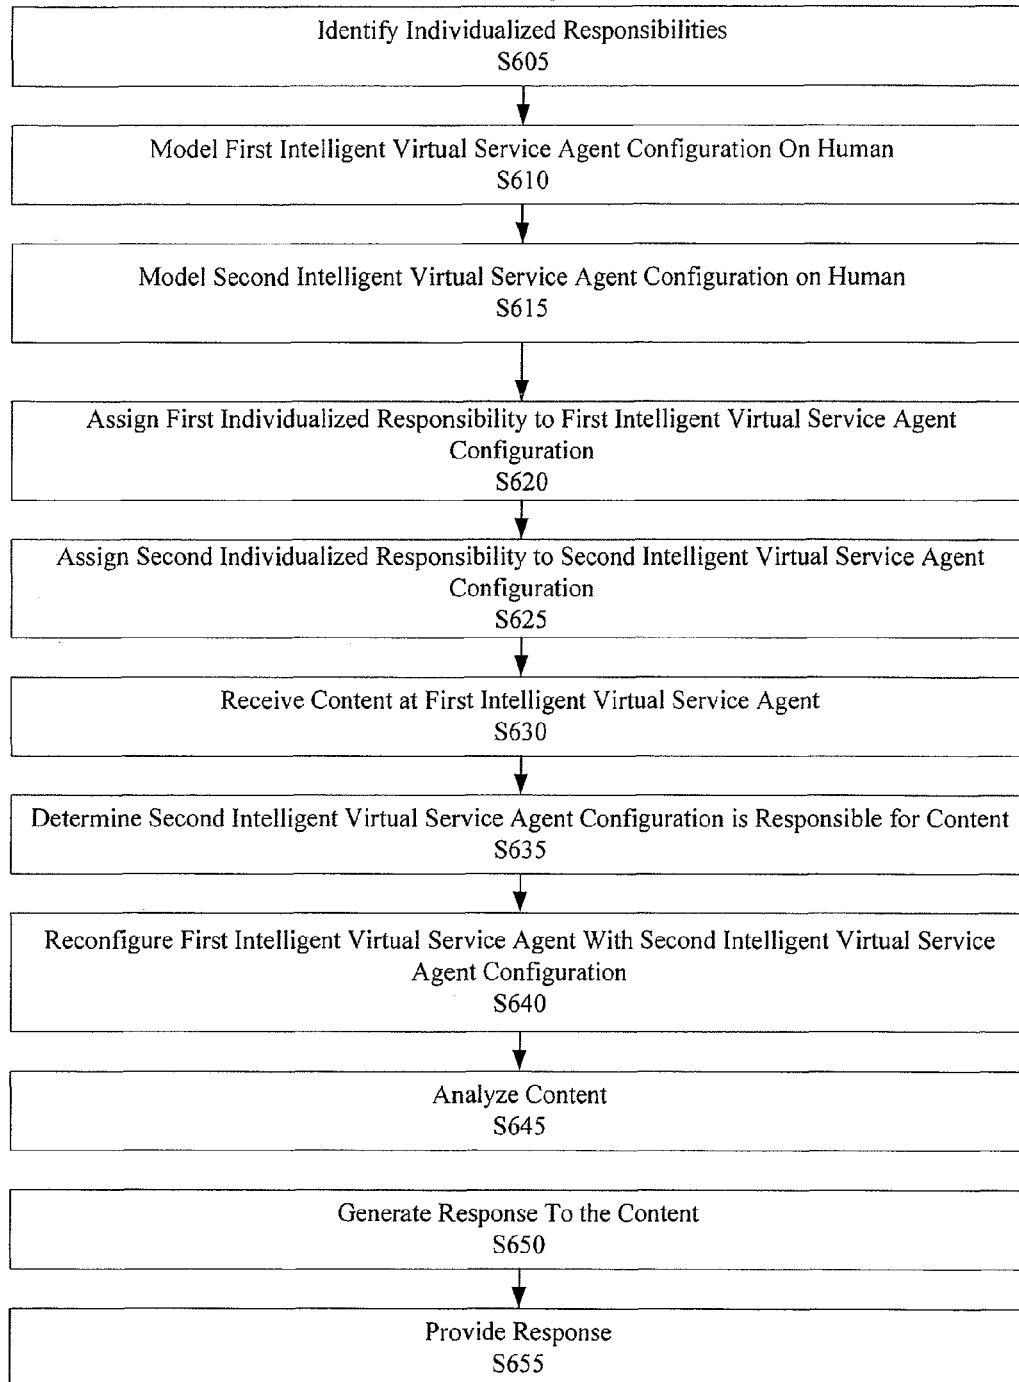 Identify Individualized Responsibilities
S605
Model First Intelligent Virtual Service Agent Configuration On Human
S610
Model Second Intelligent Virtual Service Agent Configuration on Human
S615
Assign First Individualized Responsibility to First Intelligent Virtual Service Agent
Configuration
S620
Assign Second Individualized Responsibility to Second Intelligent Virtual Service Agent
Configuration
S625
Receive Content at First Intelligent Virtual Service Agent
S630
Determine Second Intelligent Virtual Service Agent Configuration is Responsible for Content
S635
Reconfigure First Intelligent Virtual Service Agent With Second Intelligent Virtual Service
Agent Configuration
S640
Analyze Content
S645
Generate Response To the Content
S650
Provide Response
S655